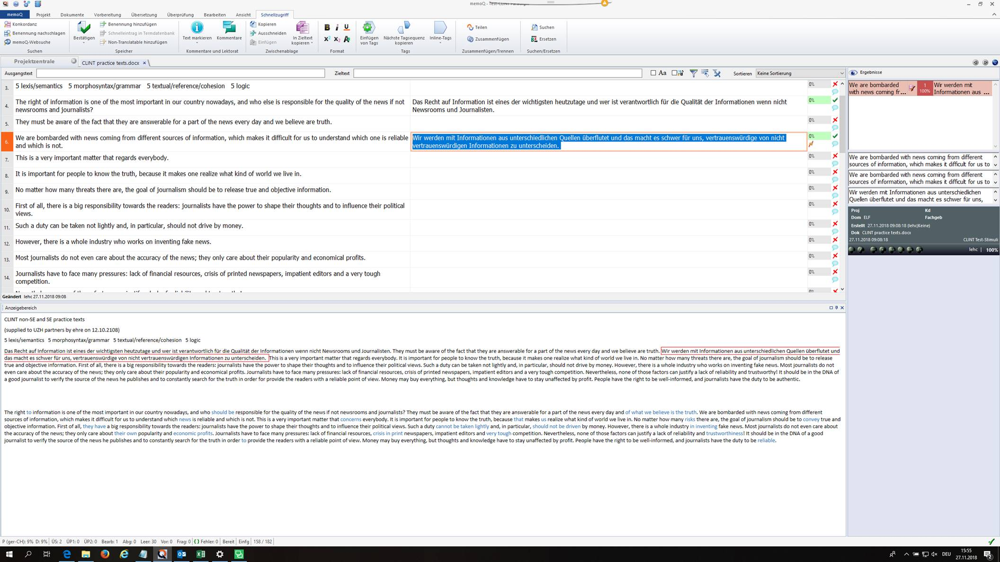 memoQ - Test-CLINT Paradigm...
memoQ Projekt Dokumente Vorbereitung Übersetzung Überprüfung Bearbeiten Ansicht Schnellzugriff
Konkordanz
Benennung nachschlagen
memoQ-Websuche
Suchen
Bestätigen
Benennung hinzufügen
Schnelleintrag in Termdatenbank
Non-Translatable hinzufügen
Speicher
Text markieren
Kommentare
Kommentare und Lektorat
Kopieren
Ausschneiden
Einfügen
In Zieltext
kopieren
Zwischenablage
B i U
X² X₂ A
Format
Einfügen
von Tags
Nächste Tagsequenz
kopieren
Inline-Tags
Tags
Teilen
Zusammenfügen
Zusammenfügen/Trennen
Suchen
Ersetzen
Suchen/Ersetzen
Projektzentrale CLINT practice texts.docx
Ausgangstext Zieltext Aa Sortieren Keine Sortierung
3. 5 lexis/semantics 5 morphosyntax/grammar 5 textual/reference/cohesion 5 logic 0%
4. The right of information is one of the most important in our country nowadays, and who else is responsible for the quality of the news if not
newsrooms and journalists?
Das Recht auf Information ist eines der wichtigsten heutzutage und wer ist verantwortlich für die Qualität der Informationen wenn nicht
Newsrooms und Journalisten.
0%
5. They must be aware of the fact that they are answerable for a part of the news every day and we believe are truth. 0%
6. We are bombarded with news coming from different sources of information, which makes it difficult for us to understand which one is reliable
and which is not.
Wir werden mit Informationen aus unterschiedlichen Quellen überflutet und das macht es schwer für uns, vertrauenswürdige von nicht
vertrauenswürdigen Informationen zu unterscheiden.
0%
7. This is a very important matter that regards everybody. 0%
8. It is important for people to know the truth, because it makes one realize what kind of world we live in. 0%
9. No matter how many threats there are, the goal of journalism should be to release true and objective information. 0%
10. First of all, there is a big responsibility towards the readers: journalists have the power to shape their thoughts and to influence their political
views.
0%
11. Such a duty can be taken not lightly and, in particular, should not drive by money. 0%
12. However, there is a whole industry who works on inventing fake news. 0%
13. Most journalists do not even care about the accuracy of the news; they only care about their popularity and economical profits. 0%
14. Journalists have to face many pressures: lack of financial resources, crisis of printed newspapers, impatient editors and a very tough
competition.
0%
Geändert lehc 27.11.2018 09:08
Ergebnisse
We are bombarded
with news coming fr...
1
100%
Wir werden mit
Informationen aus ...
We are bombarded with news coming from different
sources of information, which makes it difficult for us to
We are bombarded with news coming from different
sources of information, which makes it difficult for us to
Wir werden mit Informationen aus unterschiedlichen
Quellen überflutet und das macht es schwer für uns,
Proj Kd
Dom ELF Fachgeb
Erstellt 27.11.2018 09:08:18 (lehc|Keine)
Dok CLINT practice texts.docx
27.11.2018 09:08:18 CLINT Test-Stimuli
lehc | 100%
Anzeigebereich
CLINT non-SE and SE practice texts
(supplied to UZH partners by ehre on 12.10.2108)
5 lexis/semantics 5 morphosyntax/grammar 5 textual/reference/cohesion 5 logic
Das Recht auf Information ist eines der wichtigsten heutzutage und wer ist verantwortlich für die Qualität der Informationen wenn nicht Newsrooms und Journalisten. They must be aware of the fact that they are answerable for a part of the news every day and we believe are truth. Wir werden mit Informationen aus unterschiedlichen Quellen überflutet und
das macht es schwer für uns, vertrauenswürdige von nicht vertrauenswürdigen Informationen zu unterscheiden. This is a very important matter that regards everybody. It is important for people to know the truth, because it makes one realize what kind of world we live in. No matter how many threats there are, the goal of journalism should be to release
true and objective information. First of all, there is a big responsibility towards the readers: journalists have the power to shape their thoughts and to influence their political views. Such a duty can be taken not lightly and, in particular, should not drive by money. However, there is a whole industry who works on inventing fake news. Most journalists do not
even care about the accuracy of the news; they only care about their popularity and economical profits. Journalists have to face many pressures: lack of financial resources, crisis of printed newspapers, impatient editors and a very tough competition. Nevertheless, none of those factors can justify a lack of reliability and trustworthy! It should be in the DNA of
a good journalist to verify the source of the news he publishes and to constantly search for the truth in order for provide the readers with a reliable point of view. Money may buy everything, but thoughts and knowledge have to stay unaffected by profit. People have the right to be well-informed, and journalists have the duty to be authentic.
The right to information is one of the most important in our country nowadays, and who should be responsible for the quality of the news if not newsrooms and journalists? They must be aware of the fact that they are answerable for a part of the news every day and of what we believe is the truth. We are bombarded with news coming from different
sources of information, which makes it difficult for us to understand which news is reliable and which is not. This is a very important matter that concerns everybody. It is important for people to know the truth, because that makes us realize what kind of world we live in. No matter how many risks there are, the goal of journalism should be to convey true and
objective information. First of all, they have a big responsibility towards the readers: journalists have the power to shape their thoughts and to influence their political views. Such a duty cannot be taken lightly and, in particular, should not be driven by money. However, there is a whole industry in inventing fake news. Most journalists do not even care about
the accuracy of the news; they only care about their own popularity and economic profits. Journalists have to face many pressures: lack of financial resources, crisis in print newspapers, impatient editors and very tough competition. Nevertheless, none of those factors can justify a lack of reliability and trustworthiness! It should be in the DNA of a good
journalist to verify the source of the news he publishes and to constantly search for the truth in order to provide the readers with a reliable point of view. Money may buy everything, but thoughts and knowledge have to stay unaffected by profit. People have the right to be well-informed, and journalists have the duty to be reliable.
P (ger-CH): 9% D: 9% ÜS: 2 ÜP1: 0 ÜP2: 0 Bearb: 1 Abg: 0 Leer: 30 Vor: 0 Frag: 0 Fehler: 0 Bereit Einfg 158 / 182
DEU
15:55
27.11.2018
2